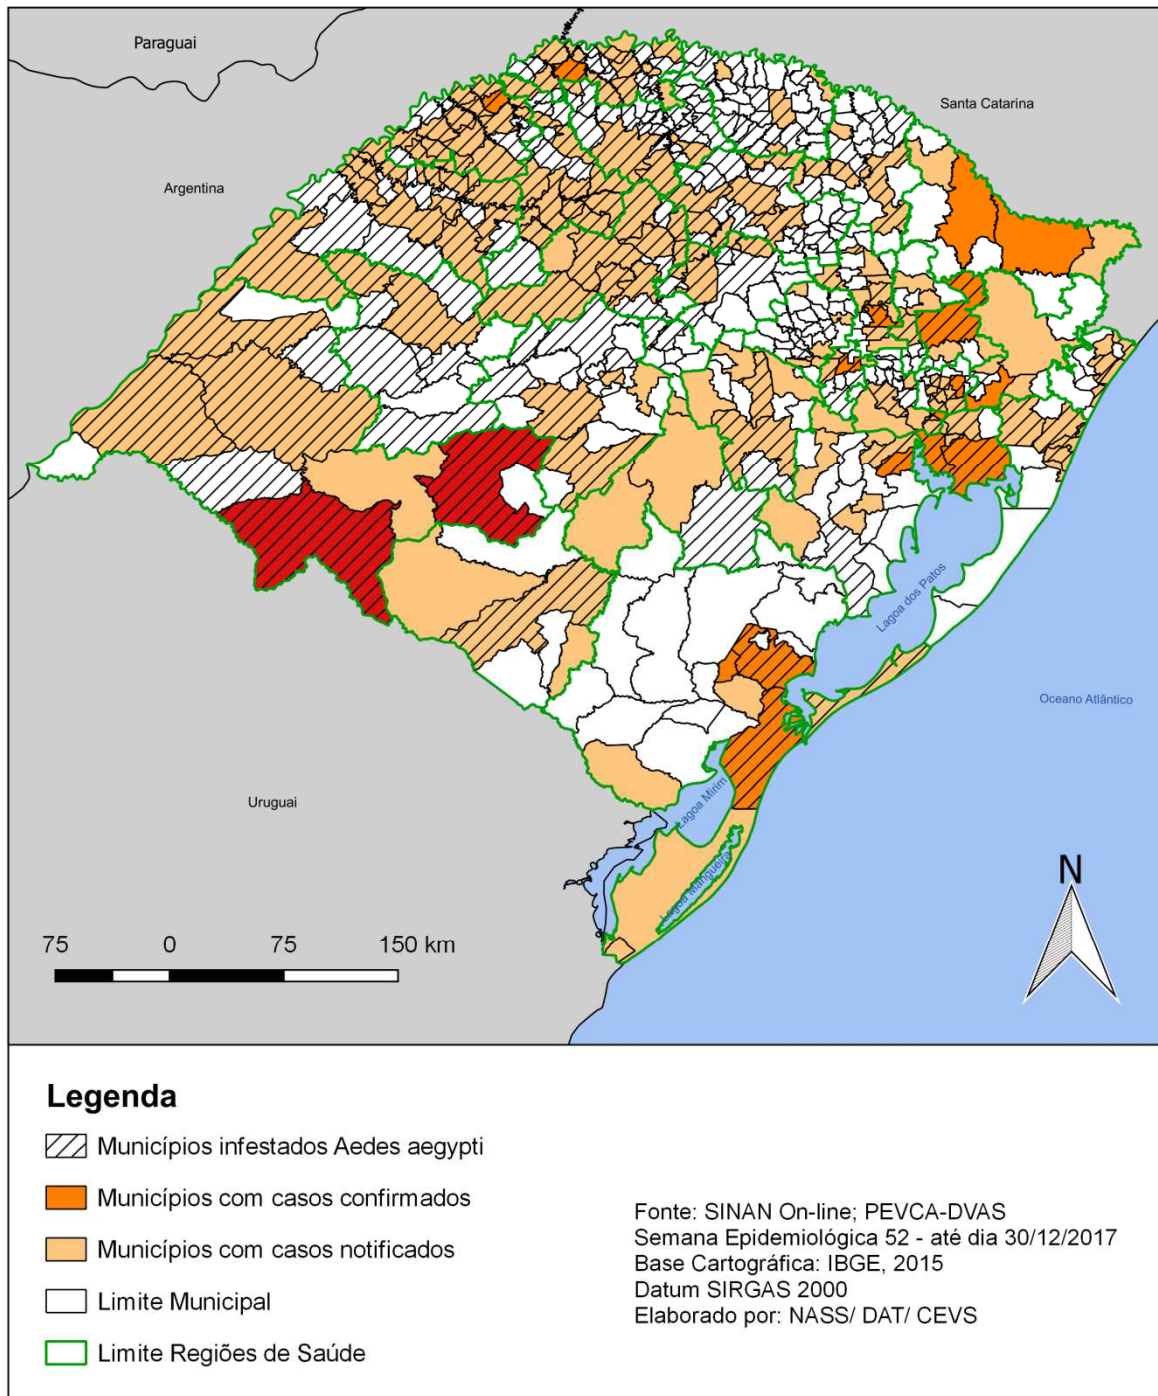 Paraguai
Santa Catarina
Argentina
Lagoa dos Patos
Oceano Atlântico
Uruguai
Lagoa Mirim
Lagoa Mangueira
N
75 0 75 150 km
Legenda
Municípios infestados Aedes aegypti
Municípios com casos confirmados
Municípios com casos notificados
Limite Municipal
Limite Regiões de Saúde
Fonte: SINAN On-line; PEVCA-DVAS
Semana Epidemiológica 52 - até dia 30/12/2017
Base Cartográfica: IBGE, 2015
Datum SIRGAS 2000
Elaborado por: NASS/ DAT/ CEVS